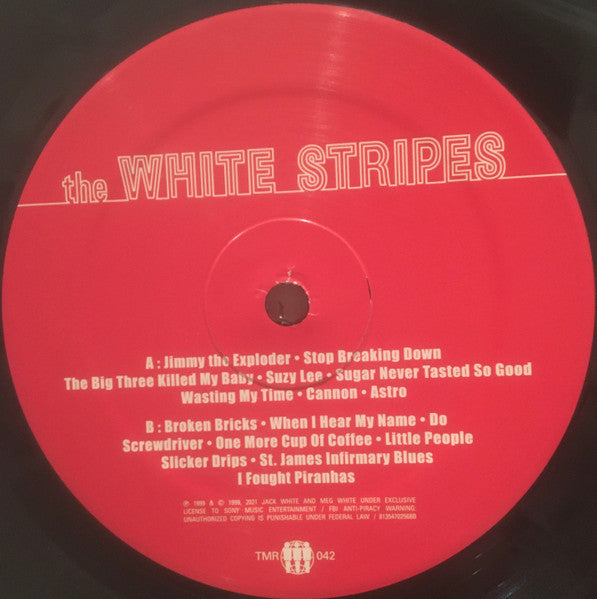 the WHITE STRIPES
A : Jimmy the Exploder • Stop Breaking Down
The Big Three Killed My Baby • Suzy Lee • Sugar Never Tasted So Good
Wasting My Time • Cannon • Astro
B : Broken Bricks • When I Hear My Name • Do
Screwdriver • One More Cup Of Coffee • Little People
Slicker Drips • St. James Infirmary Blues
I Fought Piranhas
℗ 1999 & © 1999, 2021 JACK WHITE AND MEG WHITE UNDER EXCLUSIVE
LICENSE TO SONY MUSIC ENTERTAINMENT / FBI ANTI-PIRACY WARNING:
UNAUTHORIZED COPYING IS PUNISHABLE UNDER FEDERAL LAW / 813547025680
TMR 042